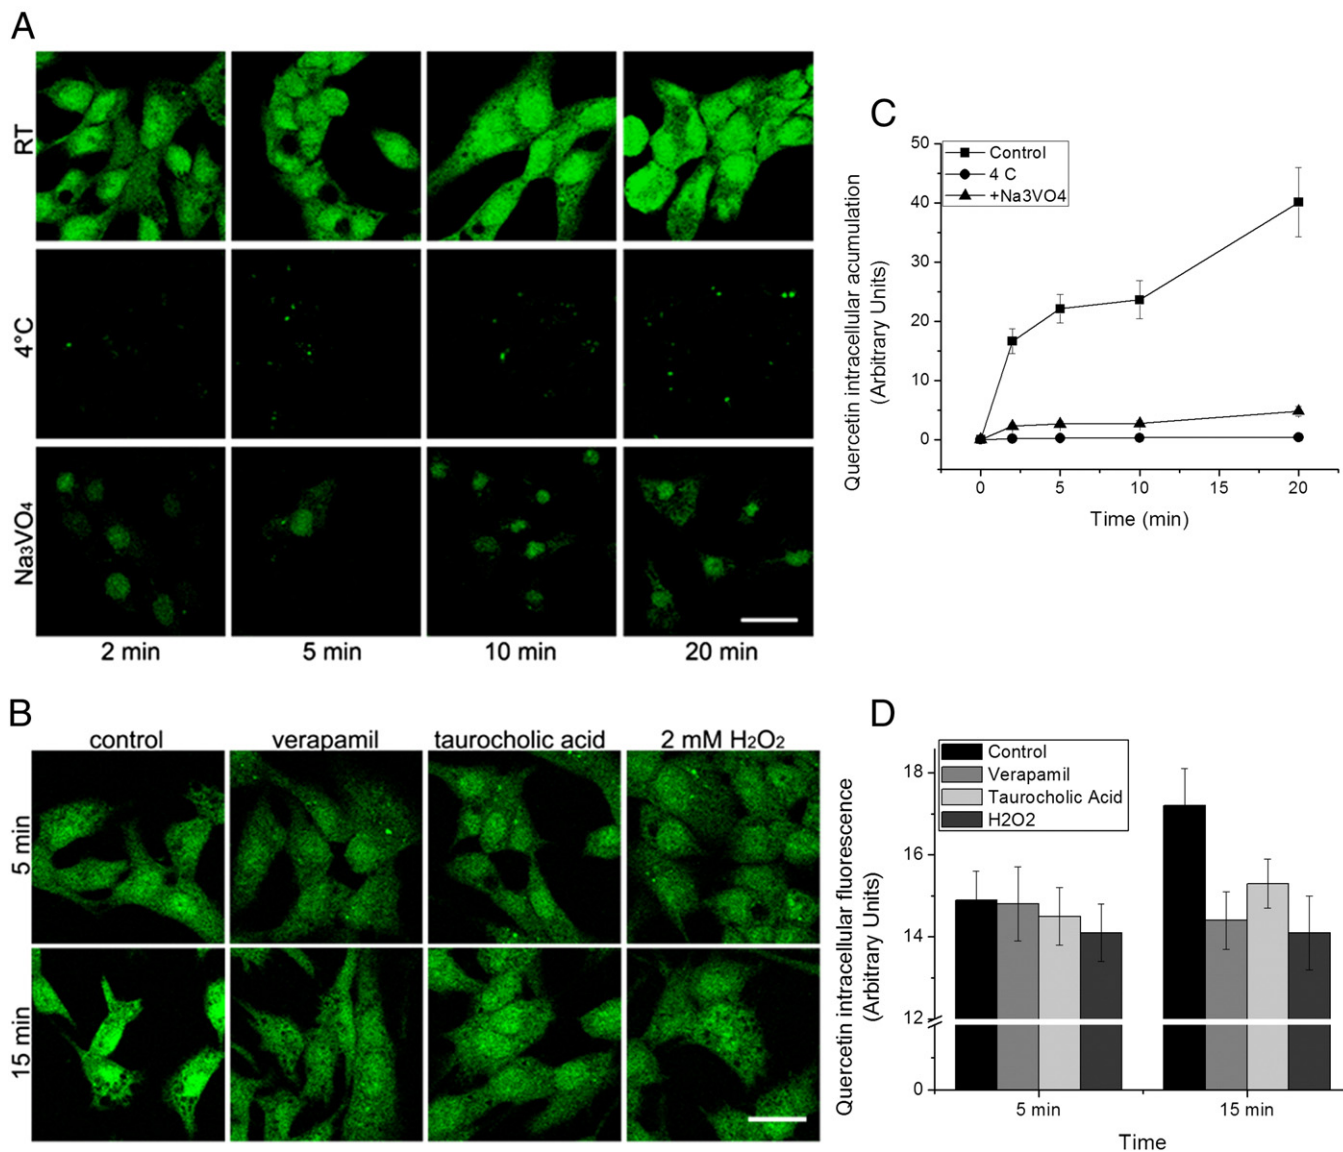 A
RT
4°C
Na₃VO₄
2 min
5 min
10 min
20 min
B
control
verapamil
taurocholic acid
2 mM H₂O₂
5 min
15 min
C
Quercetin intracellular acumulation
(Arbitrary Units)
50
40
30
20
10
0
Control
4 C
+Na3VO4
0
5
10
15
20
Time (min)
D
Quercetin intracellular fluorescence
(Arbitrary Units)
18
16
14
12
0
Control
Verapamil
Taurocholic Acid
H2O2
5 min
15 min
Time